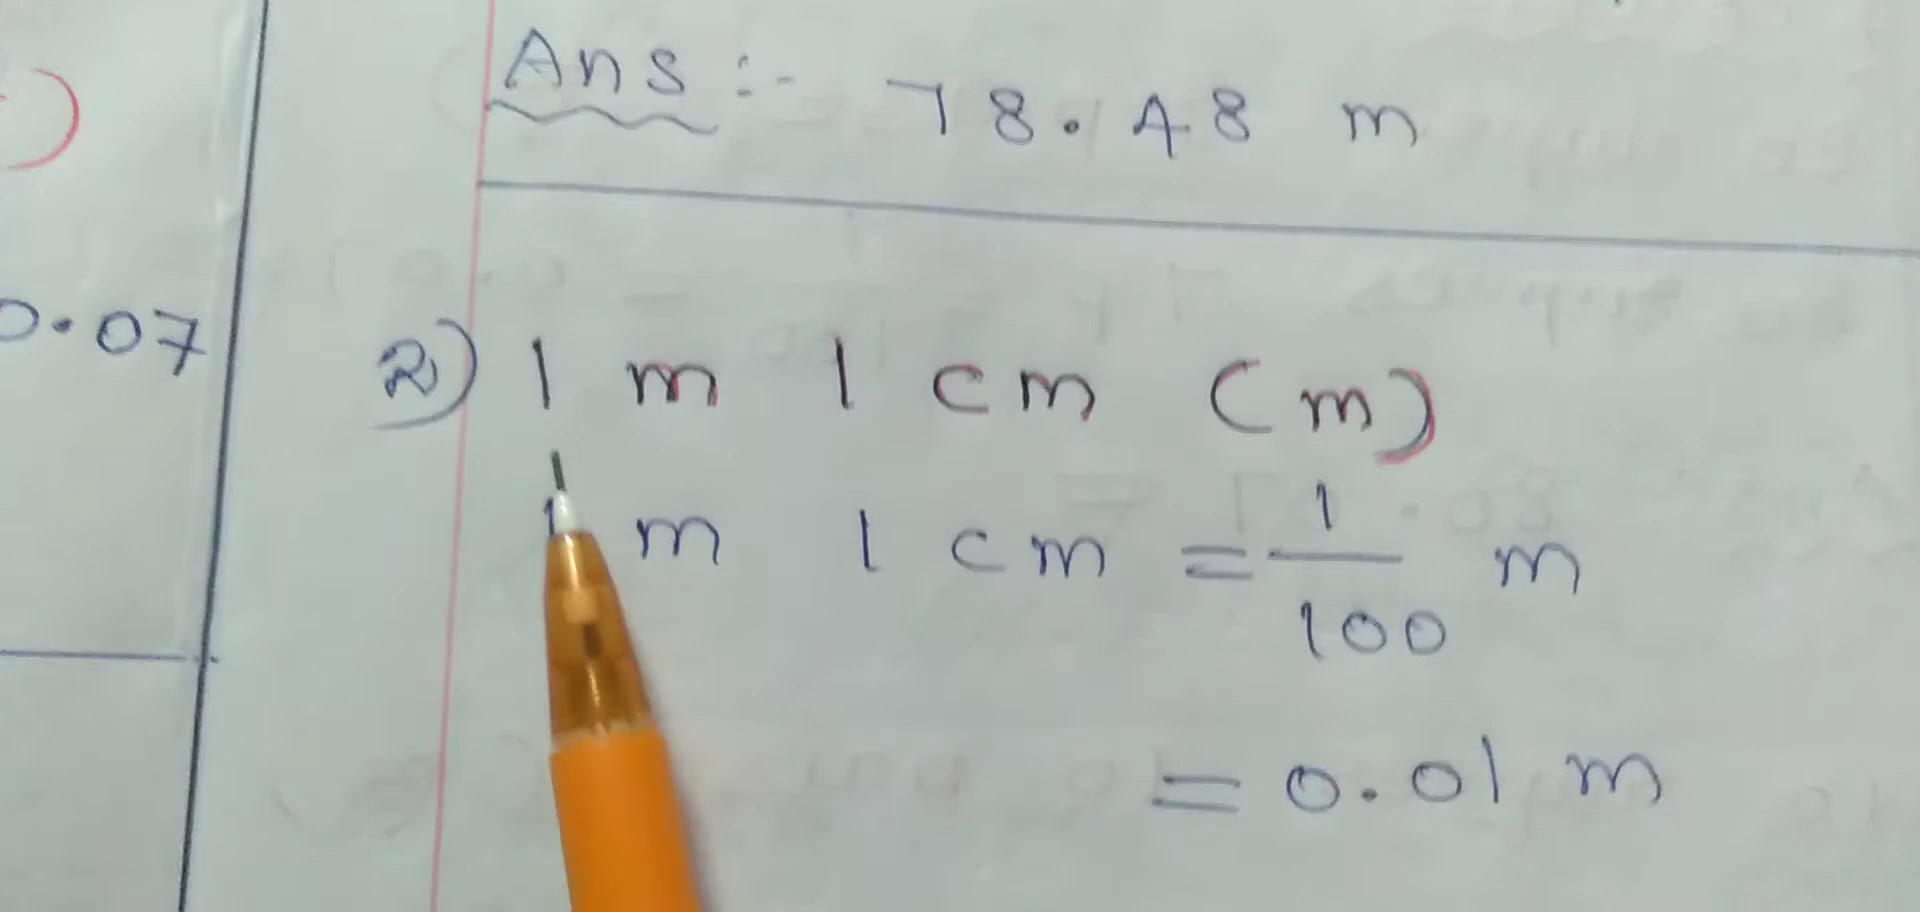 Ans :- 78.48 m
0.07
2) 1 m 1 cm (m)
1 m 1 cm = 1/100 m
= 0.01 m